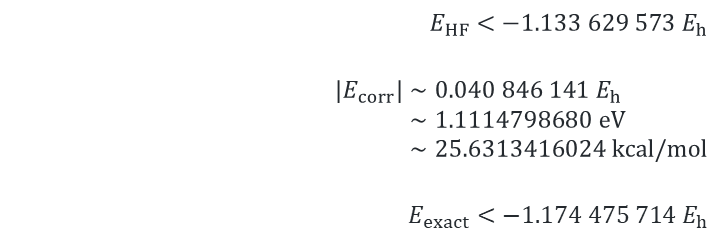 E_HF < −1.133 629 573 E_h
|E_corr| ~ 0.040 846 141 E_h
~ 1.1114798680 eV
~ 25.6313416024 kcal/mol
E_exact < −1.174 475 714 E_h